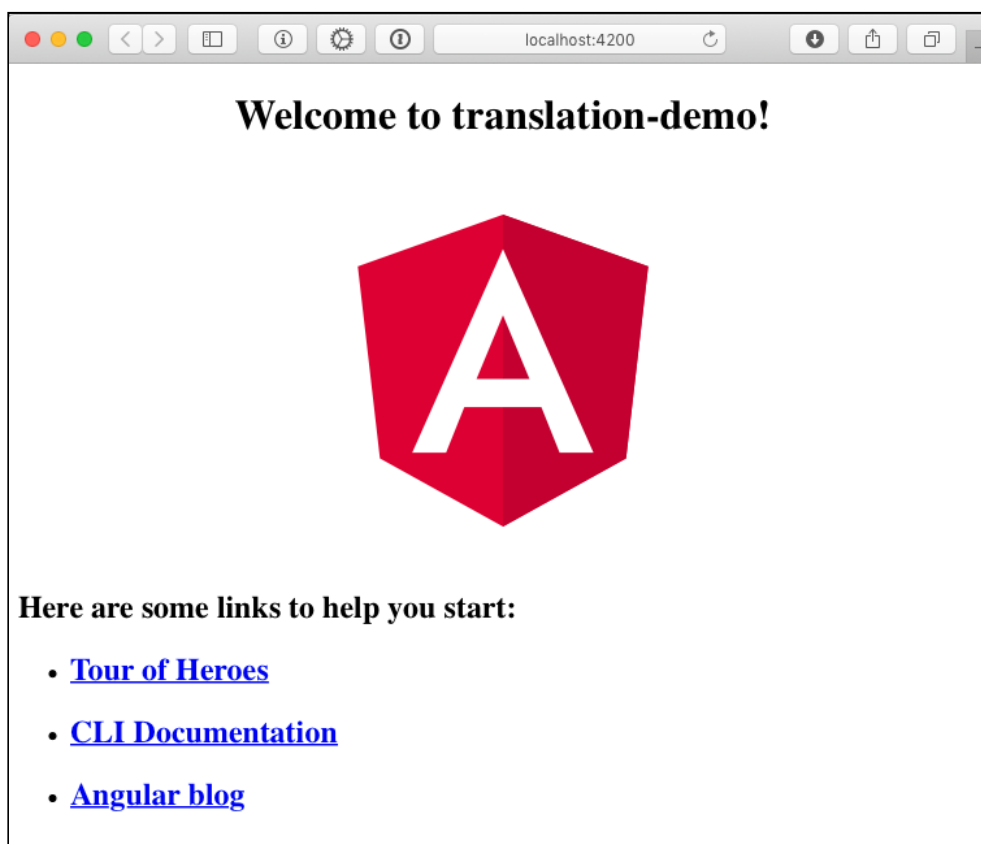 localhost:4200
Welcome to translation-demo!
A
Here are some links to help you start:
• Tour of Heroes
• CLI Documentation
• Angular blog